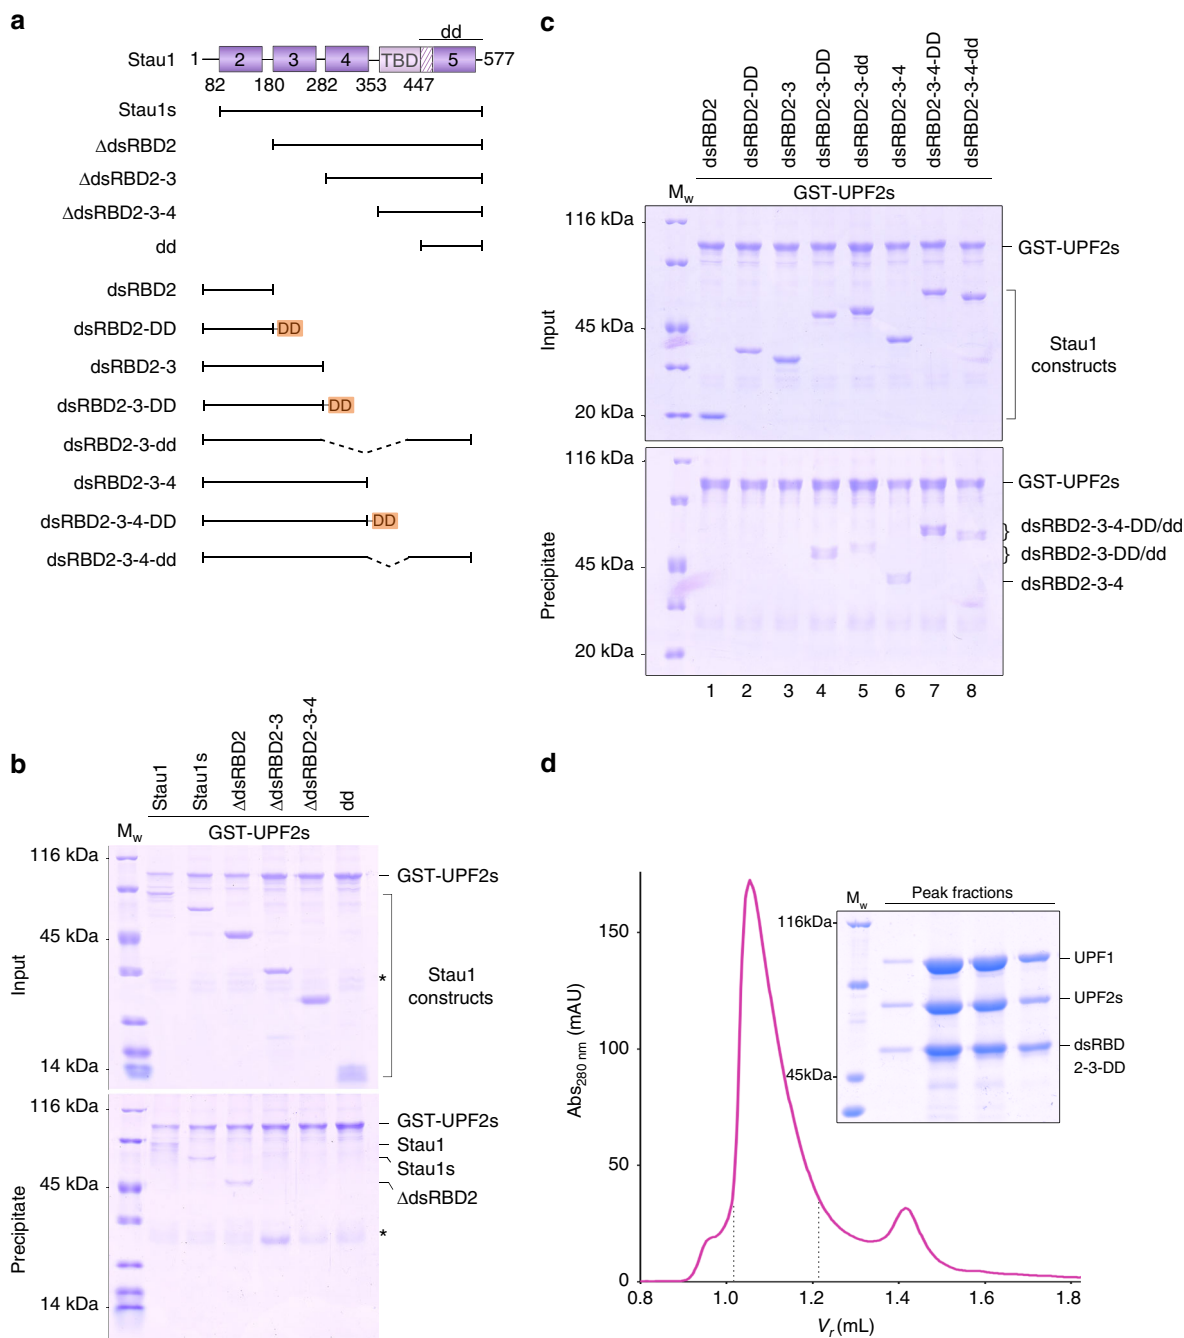 a
dd
Stau1 1 2 3 4 TBD 5 577
82 180 282 353 447
Stau1s
ΔdsRBD2
ΔdsRBD2-3
ΔdsRBD2-3-4
dd
dsRBD2
dsRBD2-DD DD
dsRBD2-3
dsRBD2-3-DD DD
dsRBD2-3-dd
dsRBD2-3-4
dsRBD2-3-4-DD DD
dsRBD2-3-4-dd
b
Stau1
Stau1s
ΔdsRBD2
ΔdsRBD2-3
ΔdsRBD2-3-4
dd
Mw GST-UPF2s
116 kDa
45 kDa
14 kDa
Input
GST-UPF2s
*
Stau1
constructs
116 kDa
45 kDa
14 kDa
Precipitate
GST-UPF2s
Stau1
Stau1s
ΔdsRBD2
*
c
dsRBD2
dsRBD2-DD
dsRBD2-3
dsRBD2-3-DD
dsRBD2-3-dd
dsRBD2-3-4
dsRBD2-3-4-DD
dsRBD2-3-4-dd
Mw GST-UPF2s
116 kDa
45 kDa
20 kDa
Input
GST-UPF2s
Stau1
constructs
116 kDa
45 kDa
20 kDa
Precipitate
GST-UPF2s
dsRBD2-3-4-DD/dd
dsRBD2-3-DD/dd
dsRBD2-3-4
1 2 3 4 5 6 7 8
d
Abs280 nm (mAU)
150
100
50
0
0.8 1.0 1.2 1.4 1.6 1.8
Vr (mL)
Mw Peak fractions
116kDa
45kDa
UPF1
UPF2s
dsRBD
2-3-DD